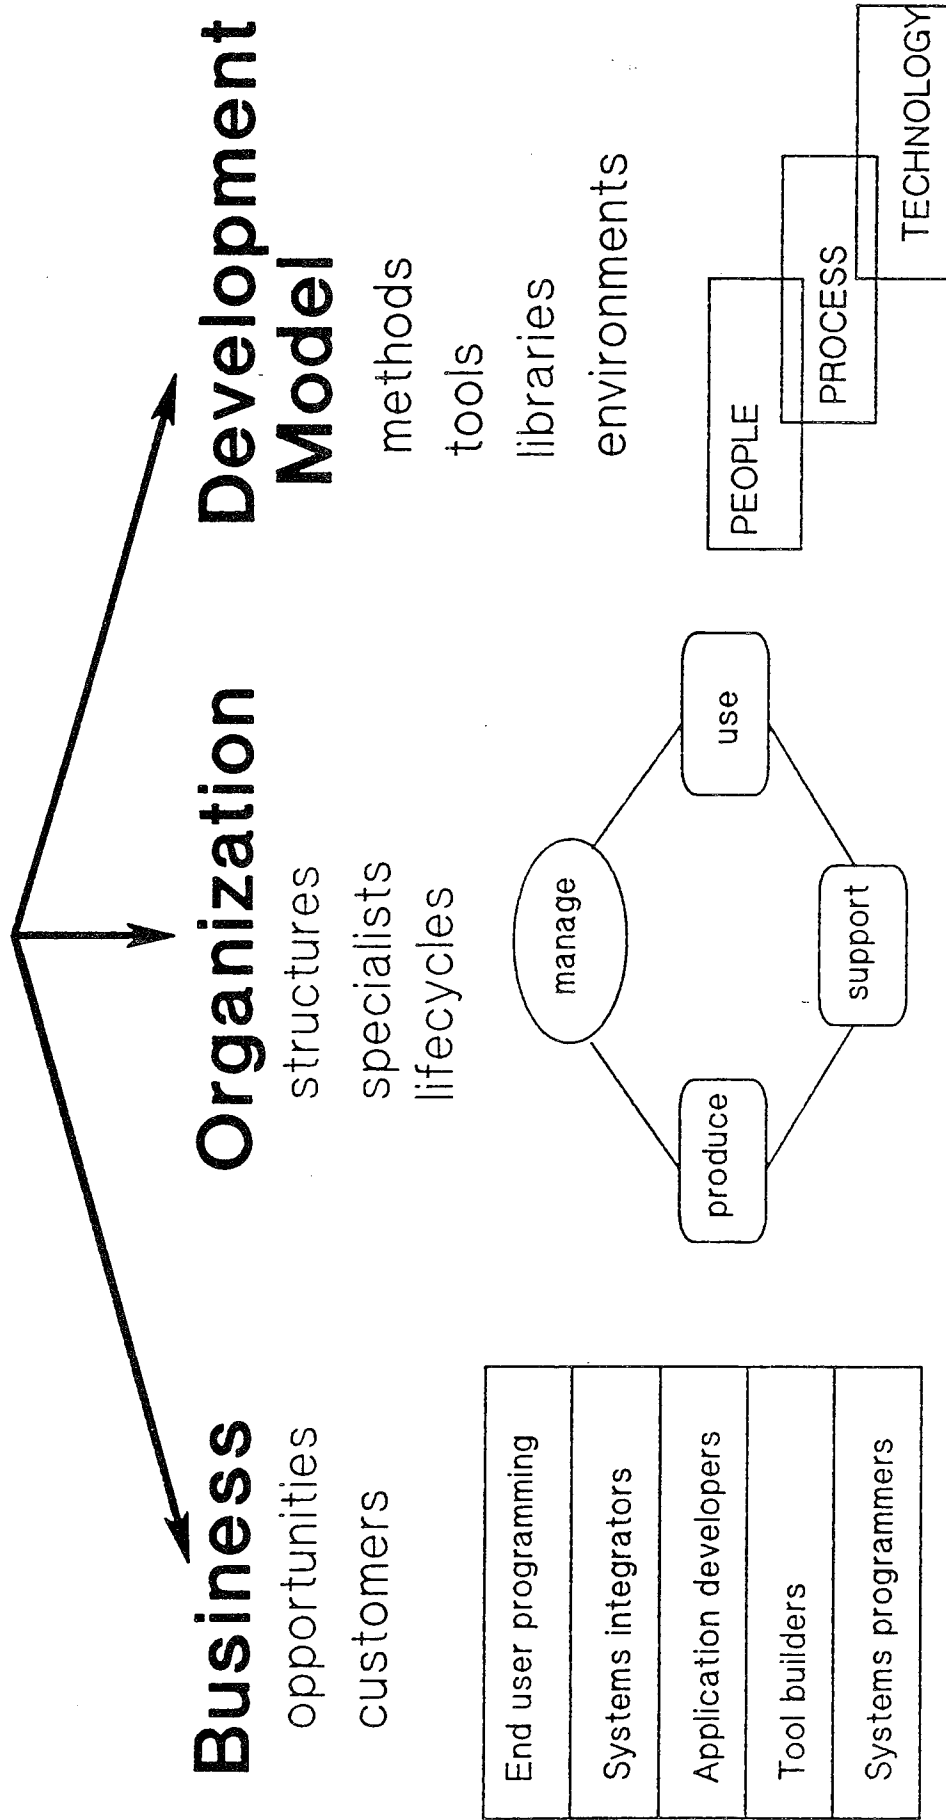 Business
opportunities
customers
End user programming
Systems integrators
Application developers
Tool builders
Systems programmers
Organization
structures
specialists
lifecycles
manage
produce
use
support
Development
Model
methods
tools
libraries
environments
PEOPLE
PROCESS
TECHNOLOGY